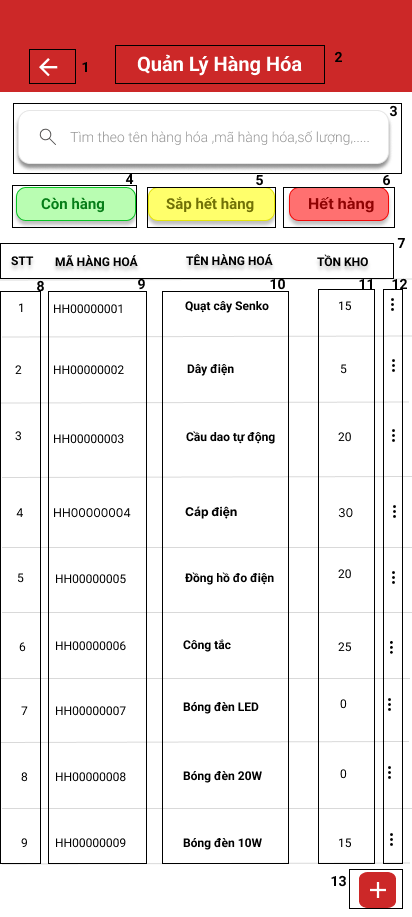 1
Quản Lý Hàng Hóa
2
3
Tìm theo tên hàng hóa ,mã hàng hóa,số lượng,.....
4
5
6
Còn hàng
Sắp hết hàng
Hết hàng
7
STT MÃ HÀNG HOÁ TÊN HÀNG HOÁ TỒN KHO
8 9 10 11 12
1 HH00000001 Quạt cây Senko 15
2 HH00000002 Dây điện 5
3 HH00000003 Cầu dao tự động 20
4 HH00000004 Cáp điện 30
5 HH00000005 Đồng hồ đo điện 20
6 HH00000006 Công tắc 25
7 HH00000007 Bóng đèn LED 0
8 HH00000008 Bóng đèn 20W 0
9 HH00000009 Bóng đèn 10W 15
13